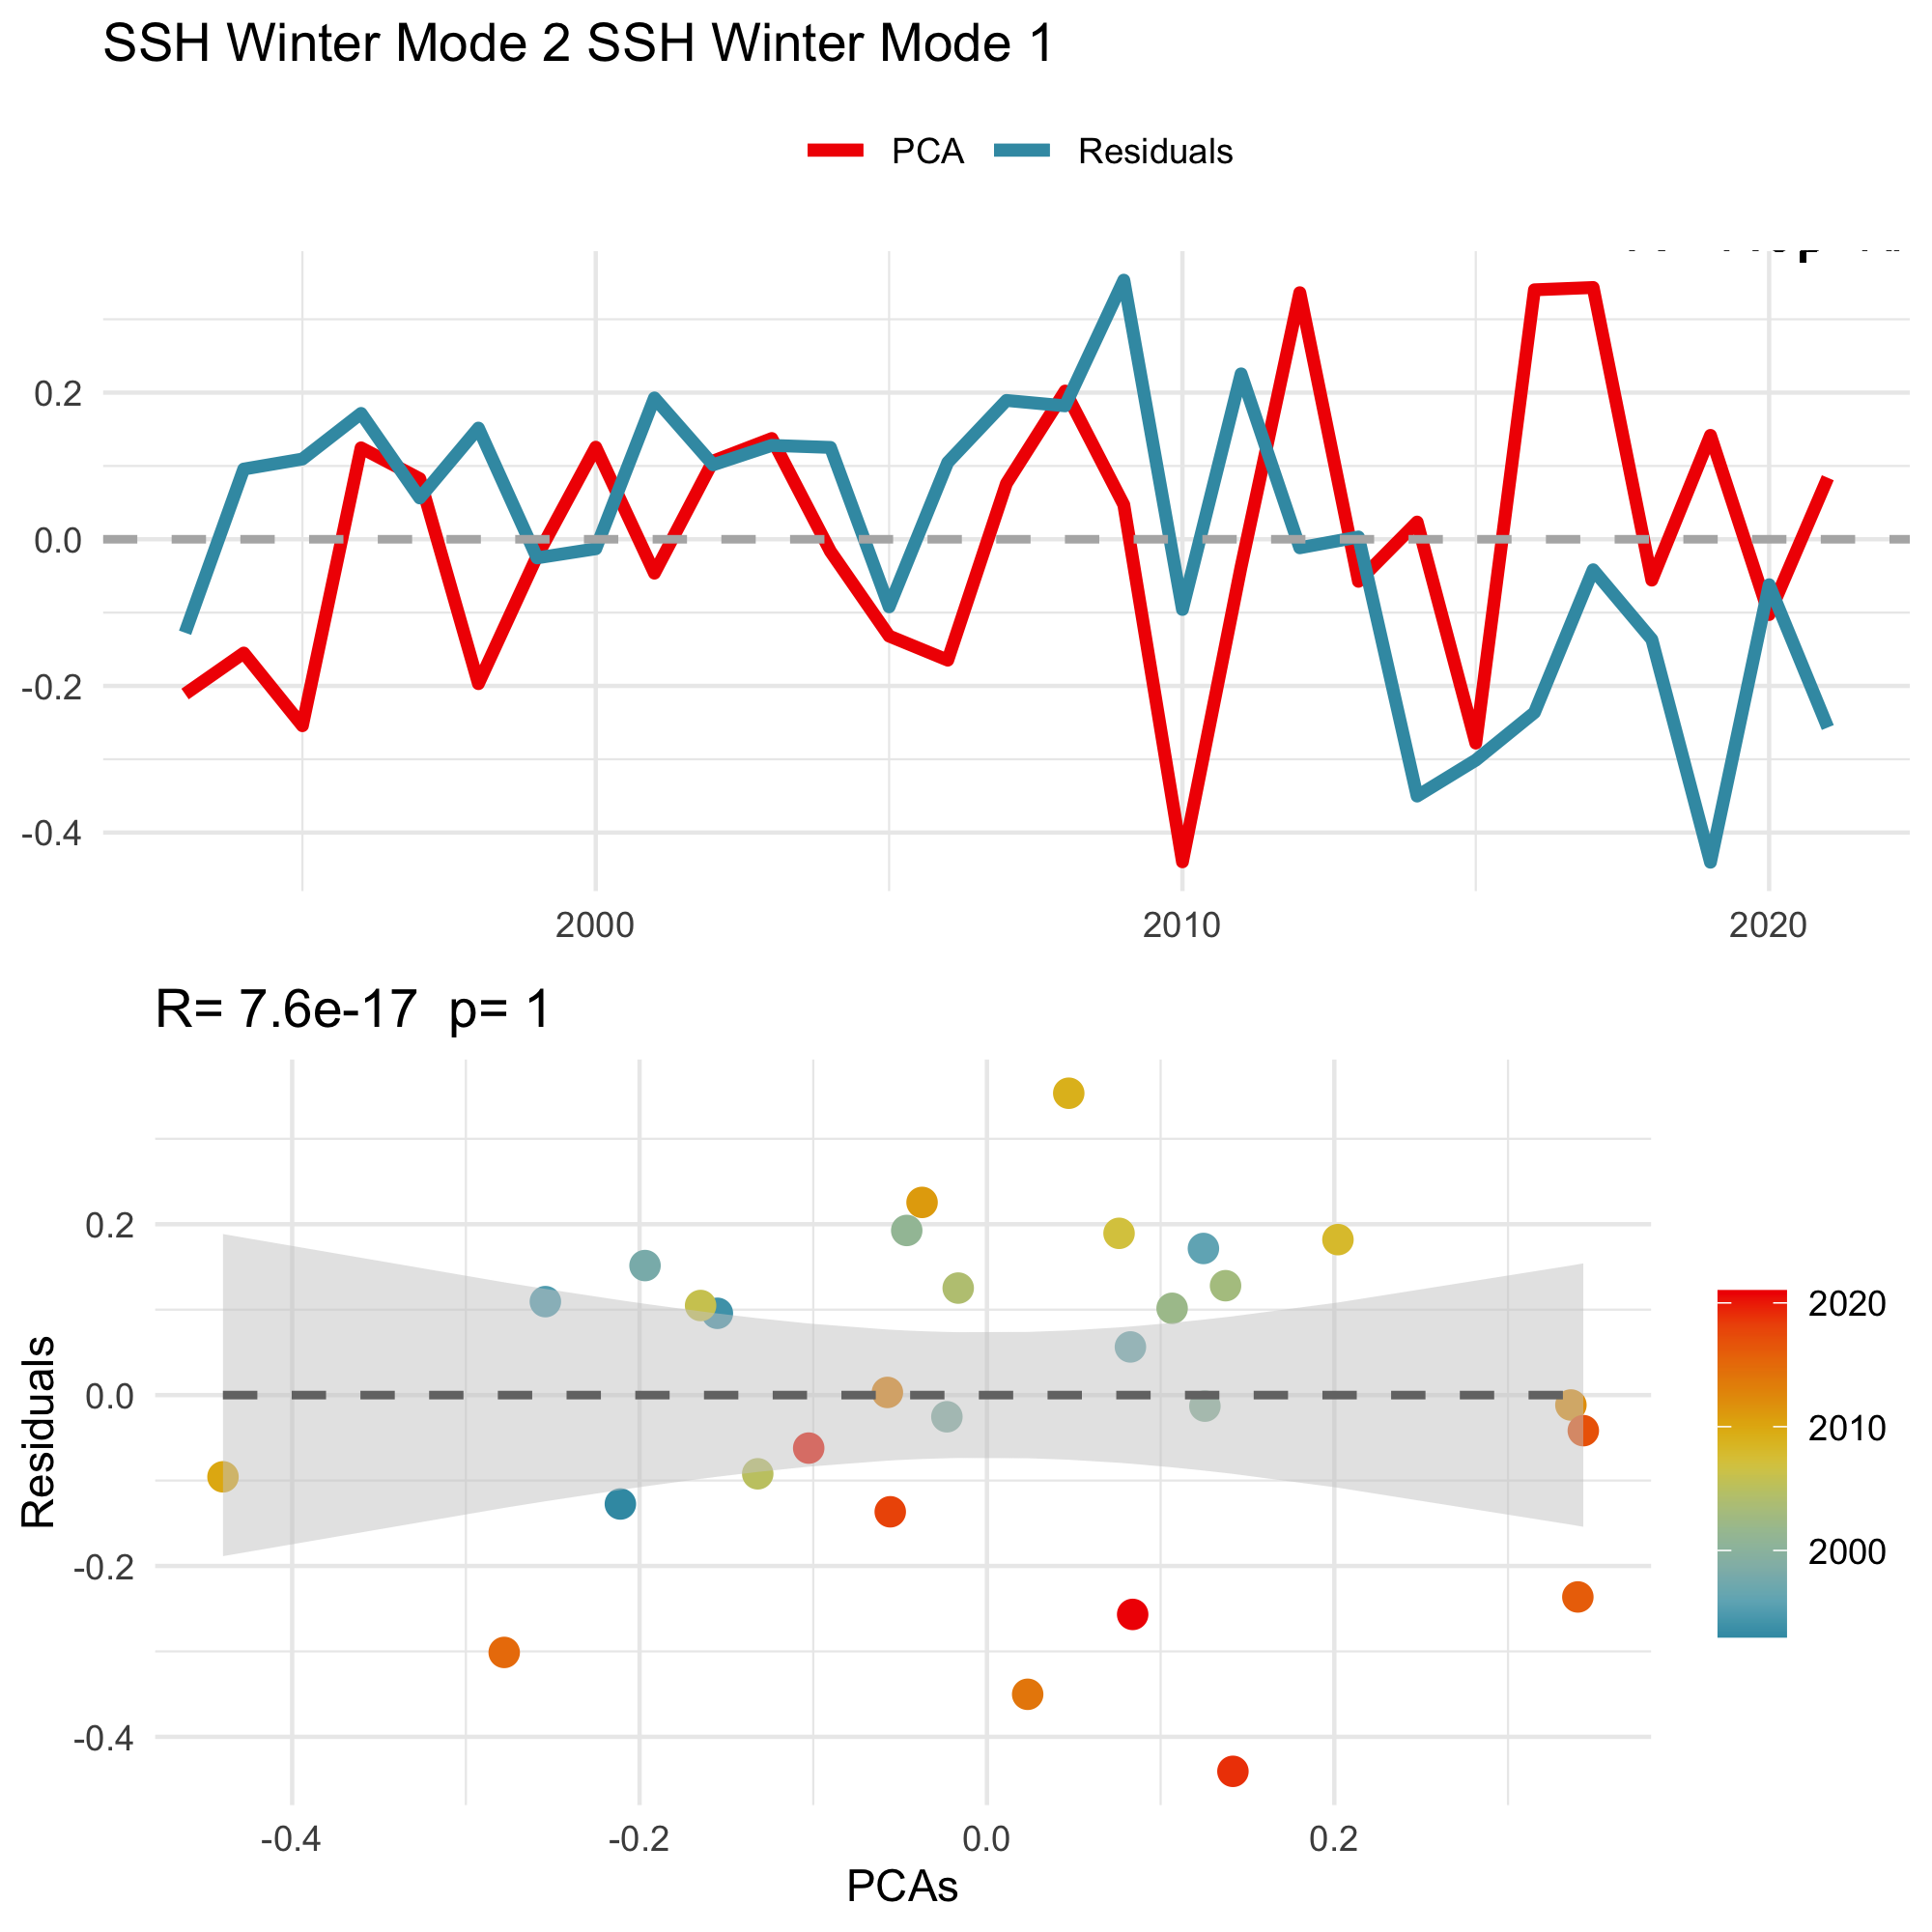 SSH Winter Mode 2 SSH Winter Mode 1
PCA Residuals
0.2
0.0
-0.2
-0.4
2000 2010 2020
R= 7.6e-17 p= 1
Residuals
0.2
0.0
-0.2
-0.4
-0.4 -0.2 0.0 0.2
PCAs
2020
2010
2000